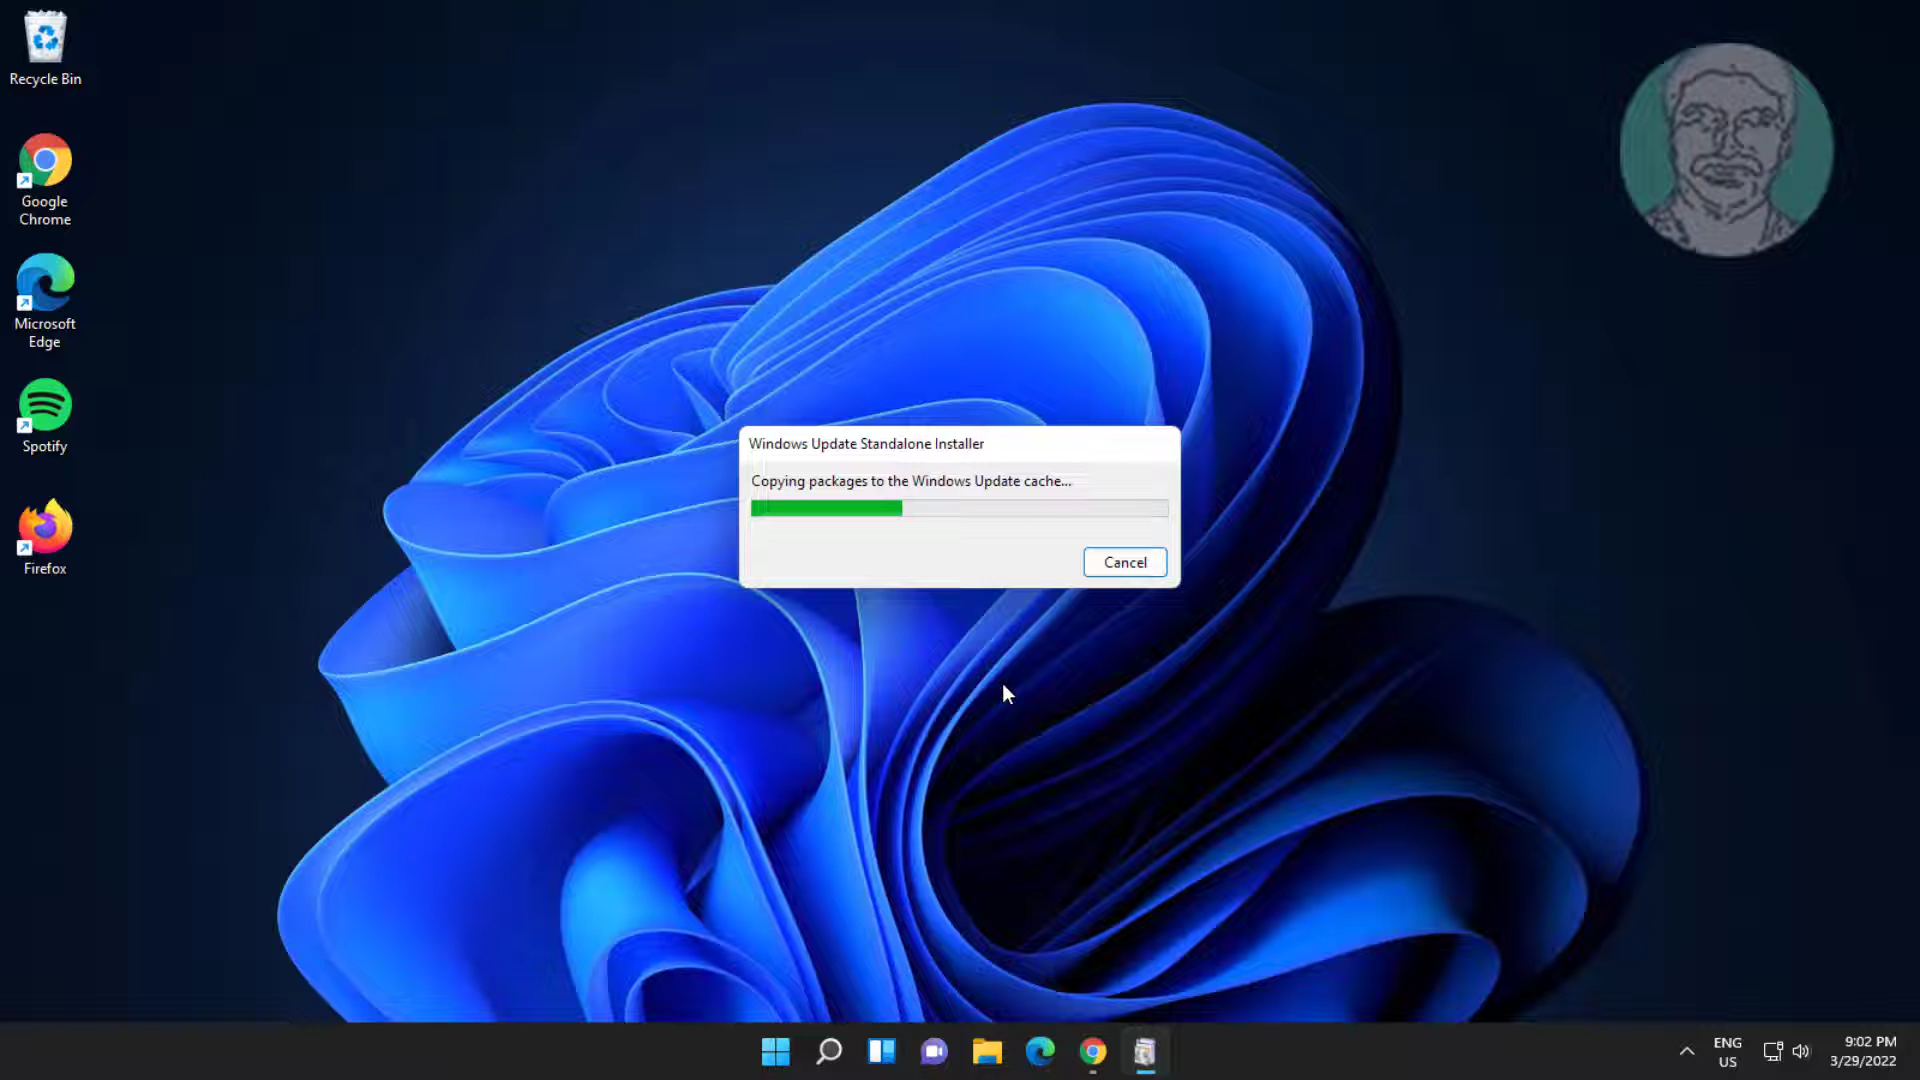 Recycle Bin
Google
Chrome
Microsoft
Edge
Spotify
Firefox
Windows Update Standalone Installer
Copying packages to the Windows Update cache...
Cancel
ENG
US
9:02 PM
3/29/2022